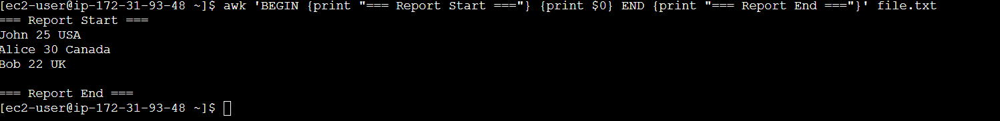 [ec2-user@ip-172-31-93-48 ~]$ awk 'BEGIN {print "=== Report Start ==="} {print $0} END {print "=== Report End ==="}' file.txt
=== Report Start ===
John 25 USA
Alice 30 Canada
Bob 22 UK

=== Report End ===
[ec2-user@ip-172-31-93-48 ~]$